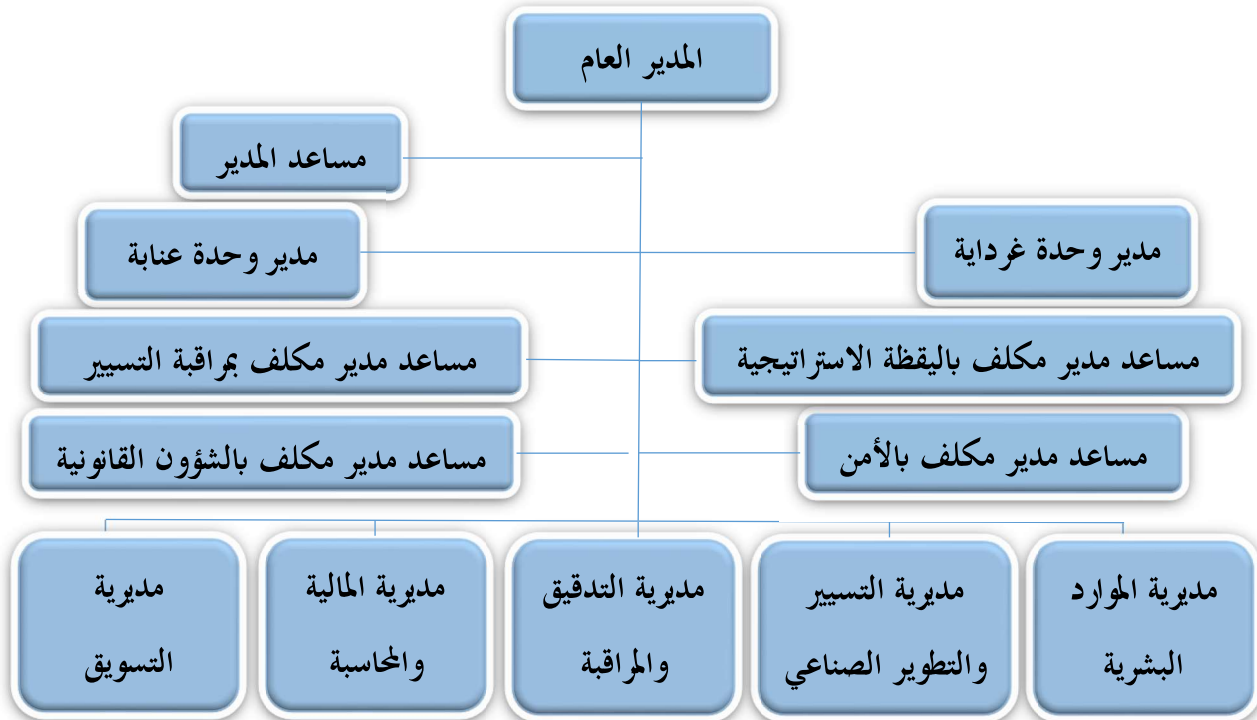 المدير العام
مساعد المدير
مدير وحدة غرداية
مدير وحدة عنابة
مساعد مدير مكلف باليقظة الاستراتيجية
مساعد مدير مكلف بمراقبة التسيير
مساعد مدير مكلف بالأمن
مساعد مدير مكلف بالشؤون القانونية
مديرية الموارد
البشرية
مديرية التسيير
والتطوير الصناعي
مديرية التدقيق
والمراقبة
مديرية المالية
والمحاسبة
مديرية
التسويق